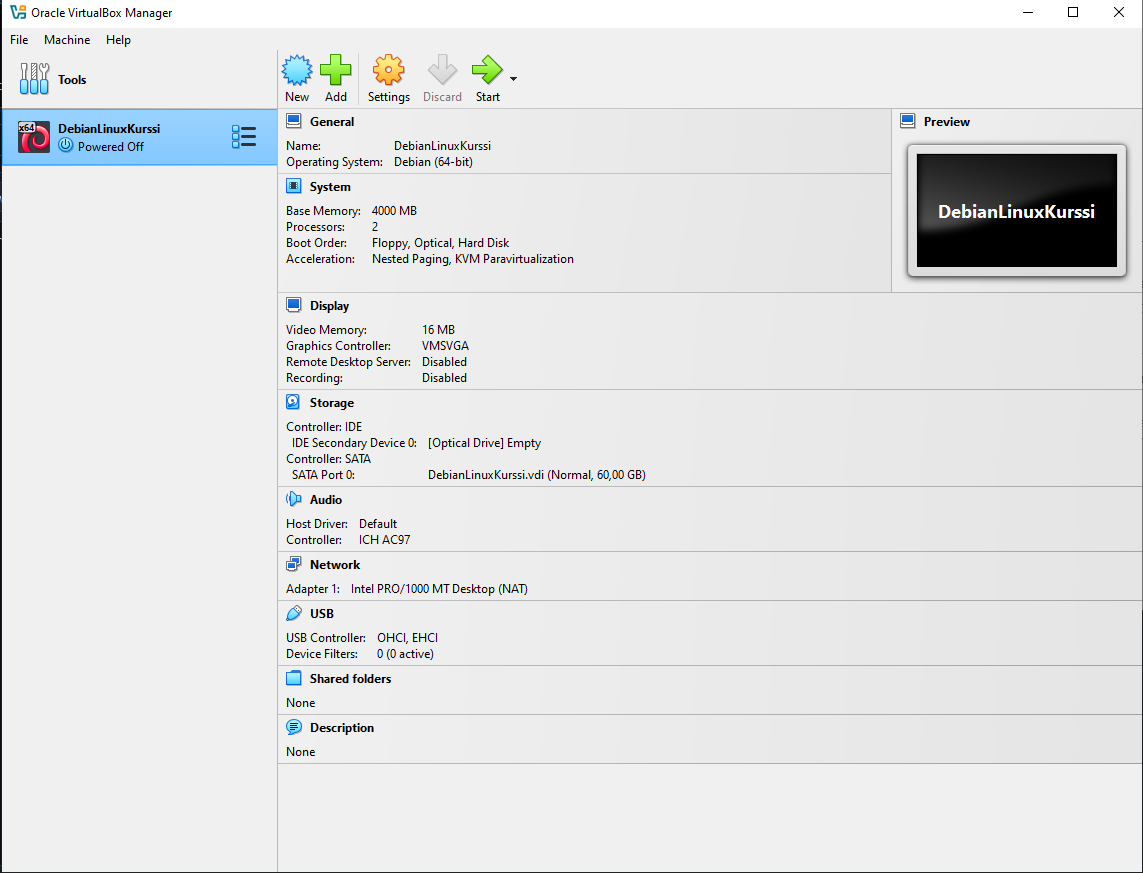 Oracle VirtualBox Manager
File Machine Help
Tools
New Add Settings Discard Start
x64
DebianLinuxKurssi
Powered Off
General
Name: DebianLinuxKurssi
Operating System: Debian (64-bit)
Preview
DebianLinuxKurssi
System
Base Memory: 4000 MB
Processors: 2
Boot Order: Floppy, Optical, Hard Disk
Acceleration: Nested Paging, KVM Paravirtualization
Display
Video Memory: 16 MB
Graphics Controller: VMSVGA
Remote Desktop Server: Disabled
Recording: Disabled
Storage
Controller: IDE
IDE Secondary Device 0: [Optical Drive] Empty
Controller: SATA
SATA Port 0: DebianLinuxKurssi.vdi (Normal, 60,00 GB)
Audio
Host Driver: Default
Controller: ICH AC97
Network
Adapter 1: Intel PRO/1000 MT Desktop (NAT)
USB
USB Controller: OHCI, EHCI
Device Filters: 0 (0 active)
Shared folders
None
Description
None